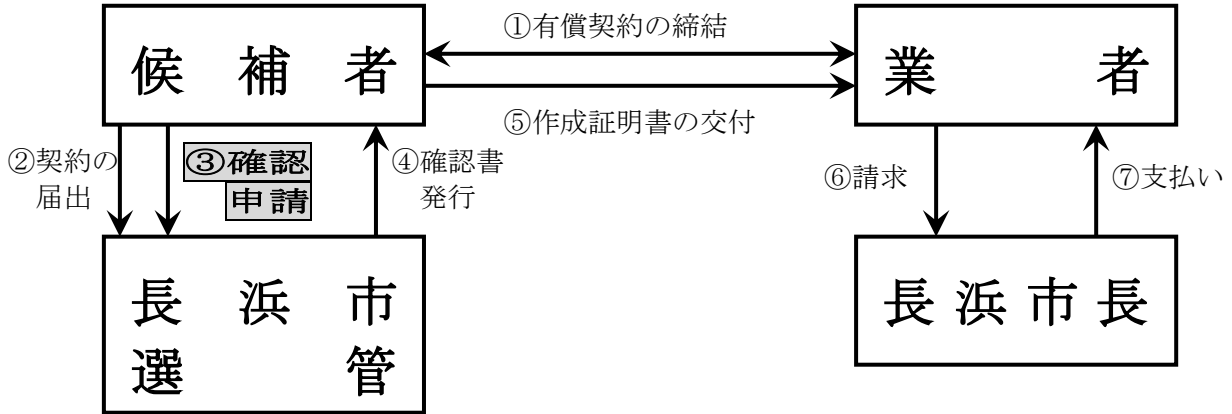 ①有償契約の締結
候補者
業者
⑤作成証明書の交付
②契約の
届出
③確認
申請
④確認書
発行
⑥請求
⑦支払い
長浜市
選管
長浜市長